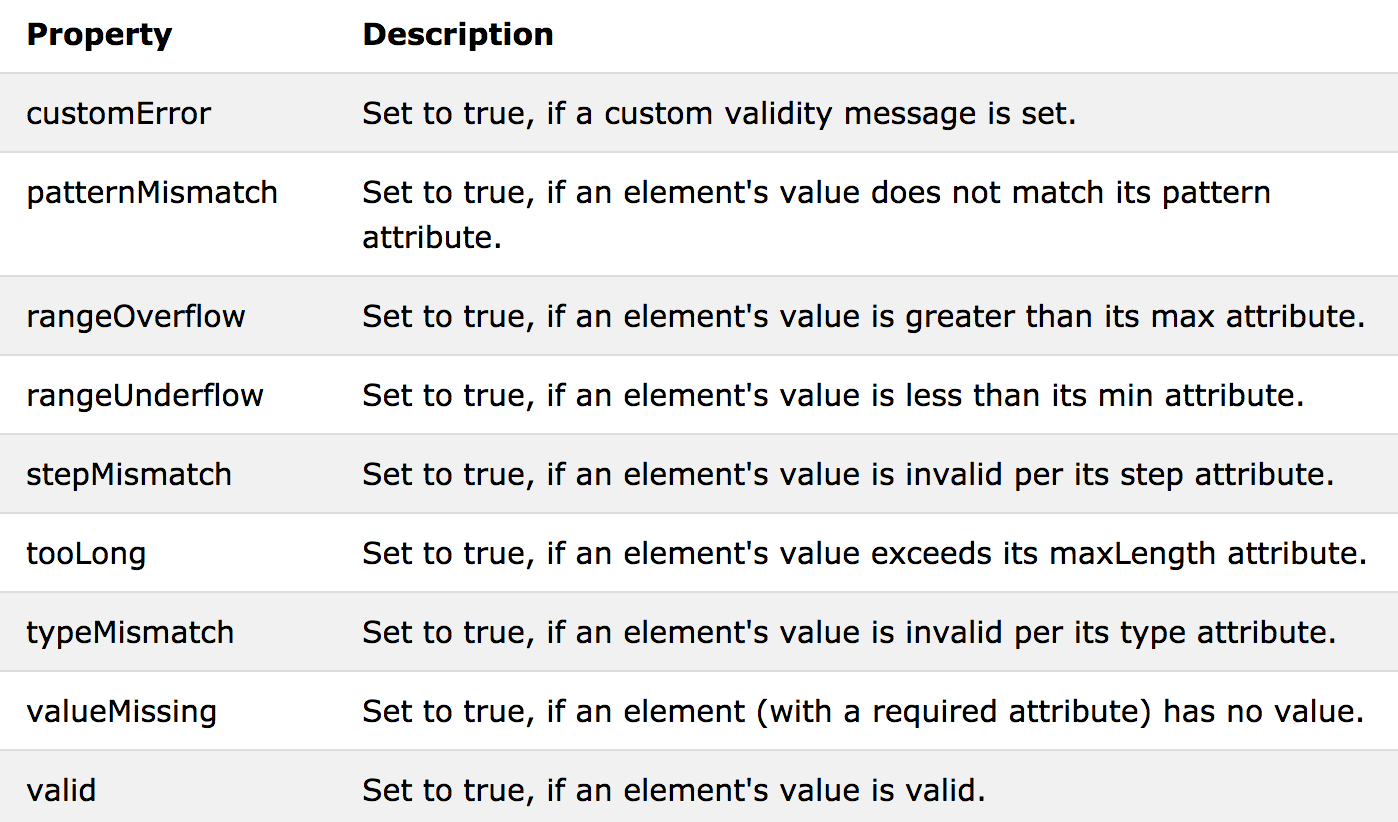 Property Description
customError Set to true, if a custom validity message is set.
patternMismatch Set to true, if an element's value does not match its pattern
attribute.
rangeOverflow Set to true, if an element's value is greater than its max attribute.
rangeUnderflow Set to true, if an element's value is less than its min attribute.
stepMismatch Set to true, if an element's value is invalid per its step attribute.
tooLong Set to true, if an element's value exceeds its maxLength attribute.
typeMismatch Set to true, if an element's value is invalid per its type attribute.
valueMissing Set to true, if an element (with a required attribute) has no value.
valid Set to true, if an element's value is valid.